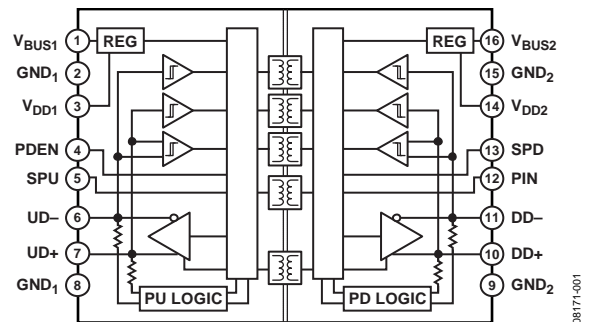 VBUS1 1 REG REG 16 VBUS2
GND1 2 15 GND2
VDD1 3 14 VDD2
PDEN 4 13 SPD
SPU 5 12 PIN
UD– 6 11 DD–
UD+ 7 10 DD+
GND1 8 PU LOGIC PD LOGIC 9 GND2
08171-001